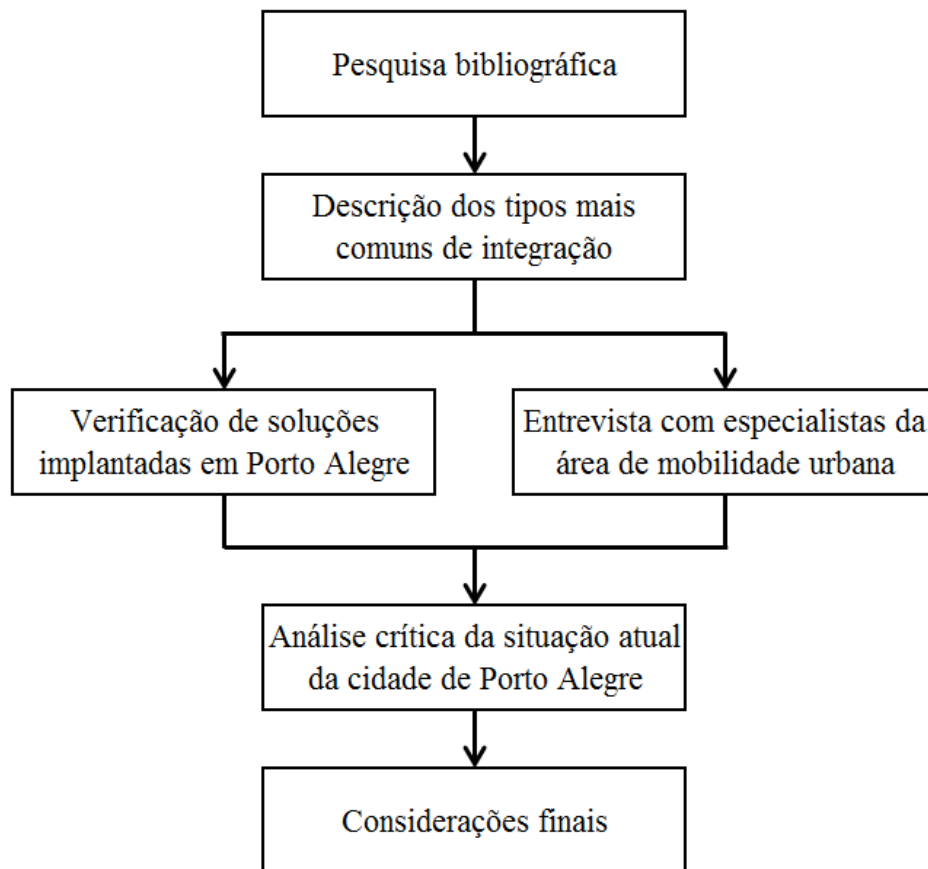 Pesquisa bibliográfica
Descrição dos tipos mais
comuns de integração
Verificação de soluções
implantadas em Porto Alegre
Entrevista com especialistas da
área de mobilidade urbana
Análise crítica da situação atual
da cidade de Porto Alegre
Considerações finais